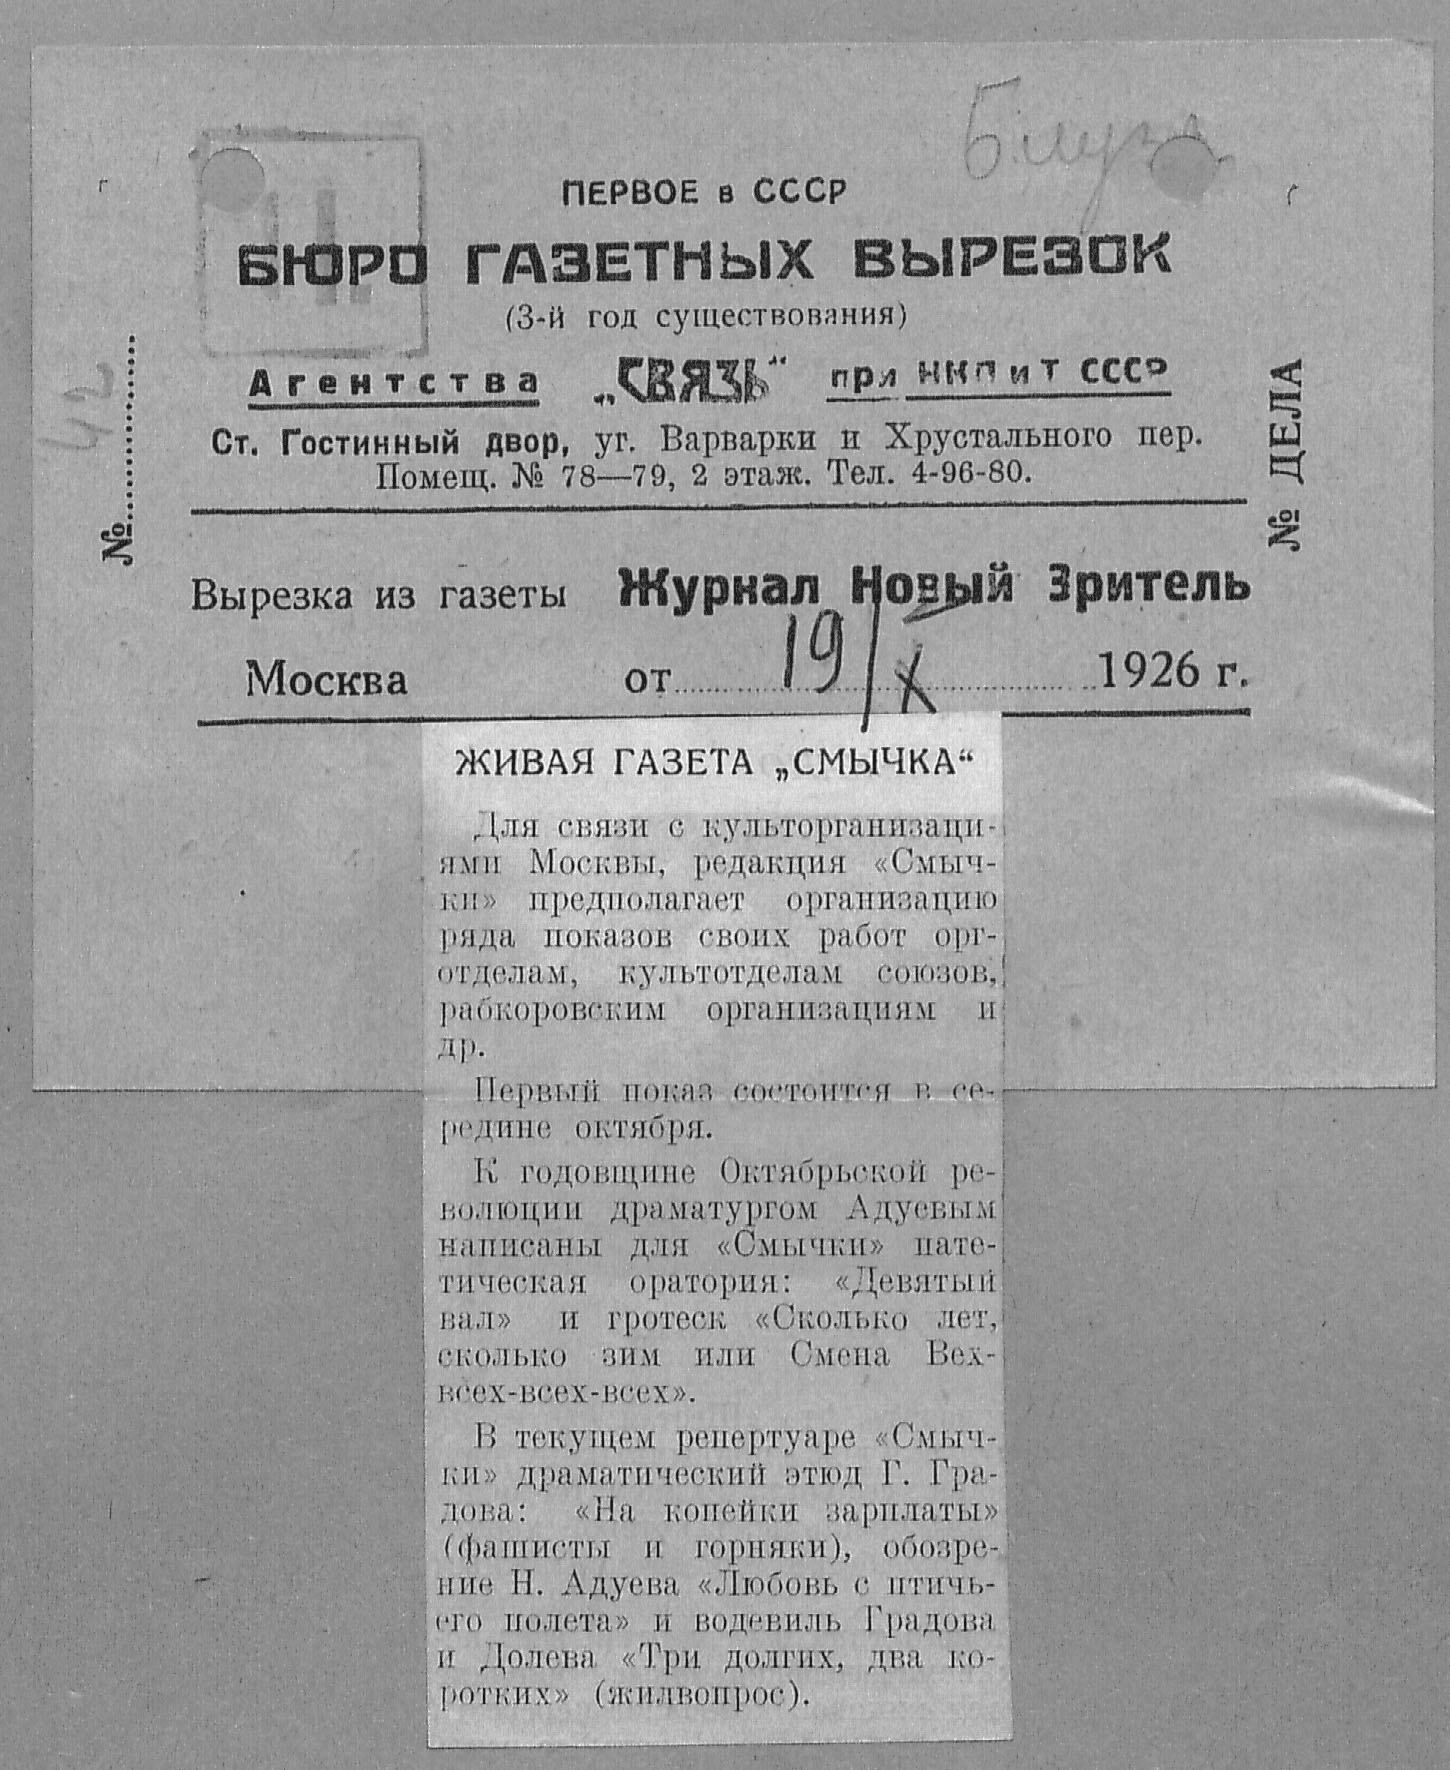 Блуза
ПЕРВОЕ в СССР
БЮРО ГАЗЕТНЫХ ВЫРЕЗОК
(3-й год существования)
Агентства „СВЯЗЬ“ при НКПиТ СССР
Ст. Гостинный двор, уг. Варварки и Хрустального пер.
Помещ. № 78—79, 2 этаж. Тел. 4-96-80.
№ 42
№ ДЕЛА
Вырезка из газеты Журнал Новый Зритель
Москва от 19/X 1926 г.
ЖИВАЯ ГАЗЕТА „СМЫЧКА“
Для связи с культорганизаци-
ями Москвы, редакция «Смыч-
ки» предполагает организацию
ряда показов своих работ орг-
отделам, культотделам союзов,
рабкоровским организациям и
др.
Первый показ состоится в се-
редине октября.
К годовщине Октябрьской ре-
волюции драматургом Адуевым
написаны для «Смычки» пате-
тическая оратория: «Девятый
вал» и гротеск «Сколько лет,
сколько зим или Смена Вех-
всех-всех-всех».
В текущем репертуаре «Смыч-
ки» драматический этюд Г. Гра-
дова: «На копейки зарплаты»
(фашисты и горняки), обозре-
ние Н. Адуева «Любовь с птичь-
его полета» и водевиль Градова
и Долева «Три долгих, два ко-
ротких» (жилвопрос).